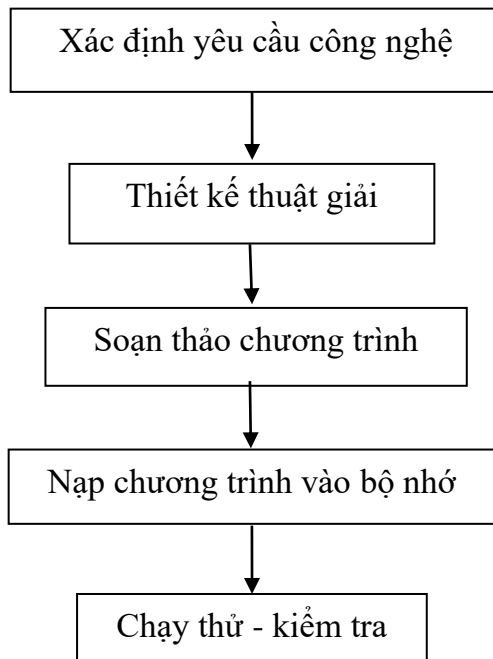 Xác định yêu cầu công nghệ
Thiết kế thuật giải
Soạn thảo chương trình
Nạp chương trình vào bộ nhớ
Chạy thử - kiểm tra